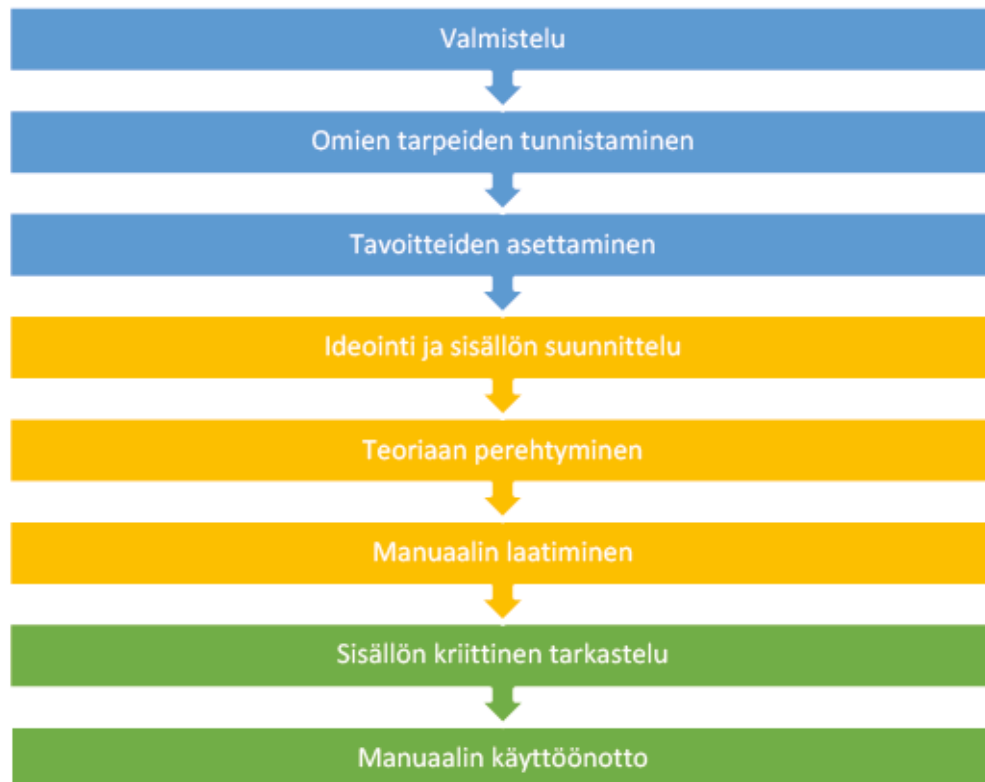 Valmistelu
Omien tarpeiden tunnistaminen
Tavoitteiden asettaminen
Ideointi ja sisällön suunnittelu
Teoriaan perehtyminen
Manuaalin laatiminen
Sisällön kriittinen tarkastelu
Manuaalin käyttöönotto